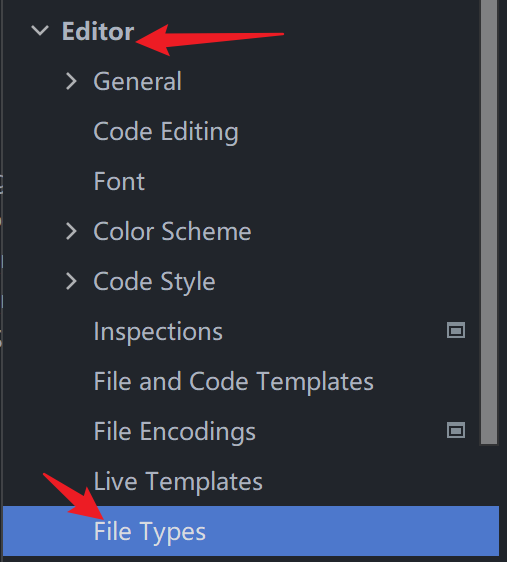 Editor
General
Code Editing
Font
Color Scheme
Code Style
Inspections
File and Code Templates
File Encodings
Live Templates
File Types